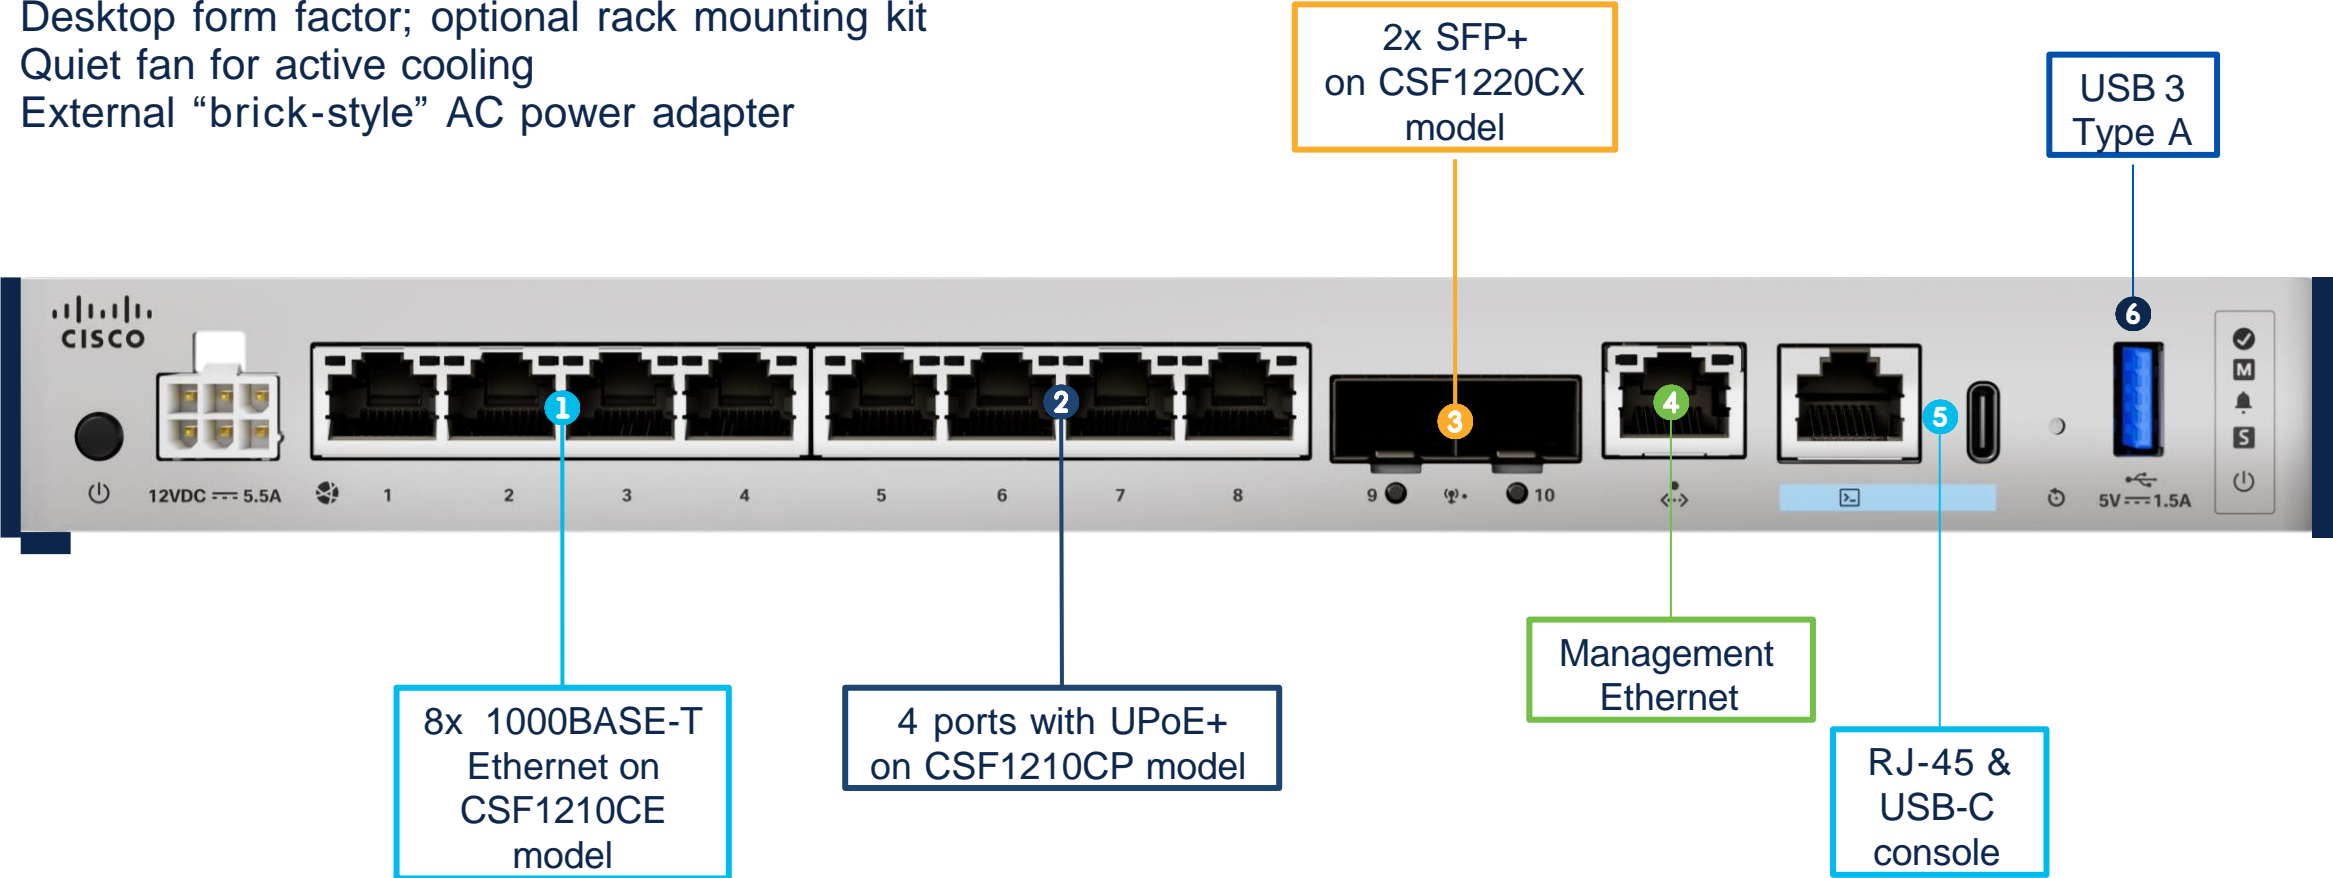 Desktop form factor; optional rack mounting kit
Quiet fan for active cooling
External “brick-style” AC power adapter
2x SFP+
on CSF1220CX
model
USB 3
Type A
CISCO
6
1
2
3
4
5
M
S
12VDC 5.5A
1
2
3
4
5
6
7
8
9
10
5V 1.5A
Management
Ethernet
8x 1000BASE-T
Ethernet on
CSF1210CE
model
4 ports with UPoE+
on CSF1210CP model
RJ-45 &
USB-C
console